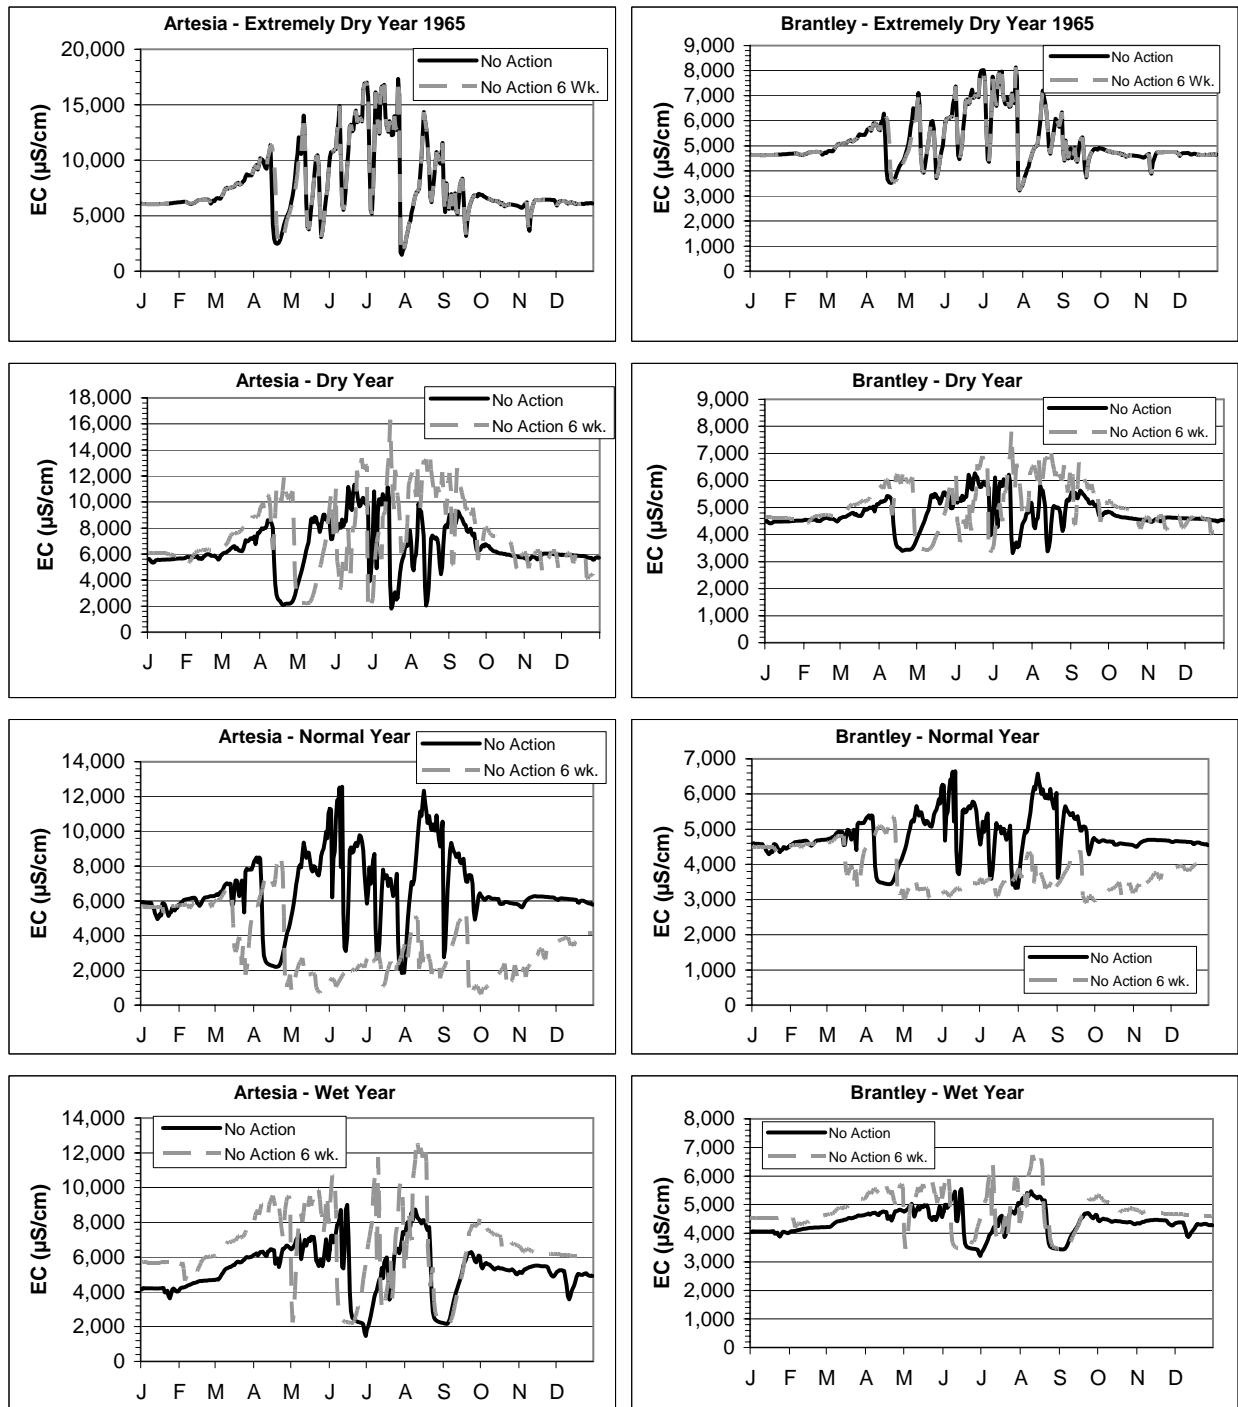 Artesia - Extremely Dry Year 1965
EC (µS/cm)
20,000
15,000
10,000
5,000
0
No Action
No Action 6 Wk.
J F M A M J J A S O N D
Brantley - Extremely Dry Year 1965
EC (µS/cm)
9,000
8,000
7,000
6,000
5,000
4,000
3,000
2,000
1,000
0
No Action
No Action 6 Wk.
J F M A M J J A S O N D
Artesia - Dry Year
EC (µS/cm)
18,000
16,000
14,000
12,000
10,000
8,000
6,000
4,000
2,000
0
No Action
No Action 6 wk.
J F M A M J J A S O N D
Brantley - Dry Year
EC (µS/cm)
9,000
8,000
7,000
6,000
5,000
4,000
3,000
2,000
1,000
0
No Action
No Action 6 wk.
J F M A M J J A S O N D
Artesia - Normal Year
EC (µS/cm)
14,000
12,000
10,000
8,000
6,000
4,000
2,000
0
No Action
No Action 6 wk.
J F M A M J J A S O N D
Brantley - Normal Year
EC (µS/cm)
7,000
6,000
5,000
4,000
3,000
2,000
1,000
0
No Action
No Action 6 wk.
J F M A M J J A S O N D
Artesia - Wet Year
EC (µS/cm)
14,000
12,000
10,000
8,000
6,000
4,000
2,000
0
No Action
No Action 6 wk.
J F M A M J J A S O N D
Brantley - Wet Year
EC (µS/cm)
8,000
7,000
6,000
5,000
4,000
3,000
2,000
1,000
0
No Action
No Action 6 wk.
J F M A M J J A S O N D